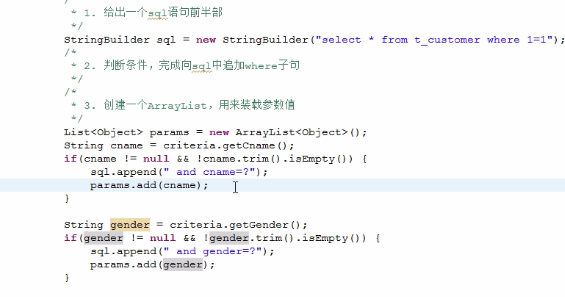 * 1. 给出一个sql语句前半部
*/
StringBuilder sql = new StringBuilder("select * from t_customer where 1=1");
/*
* 2. 判断条件，完成向sql中追加where子句
*/
/*
* 3. 创建一个ArrayList，用来装载参数值
*/
List<Object> params = new ArrayList<Object>();
String cname = criteria.getCname();
if(cname != null && !cname.trim().isEmpty()) {
sql.append(" and cname=?");
params.add(cname);
}
String gender = criteria.getGender();
if(gender != null && !gender.trim().isEmpty()) {
sql.append(" and gender=?");
params.add(gender);
}